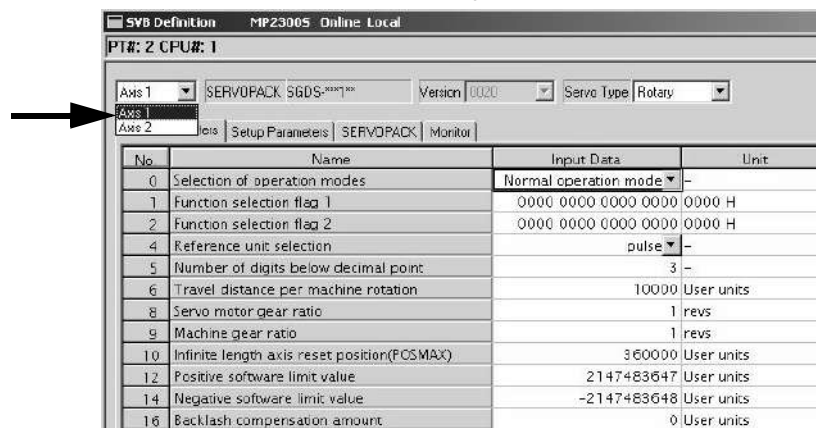 SVB Definition MP2300S Online Local
PT#: 2 CPU#: 1
Axis 1 SERVOPACK SGDS-***1** Version 0020 Servo Type Rotary
Axis 1
Axis 2
Setup Parameters SERVOPACK Monitor
No. Name Input Data Unit
0 Selection of operation modes Normal operation mode -
1 Function selection flag 1 0000 0000 0000 0000 0000 H
2 Function selection flag 2 0000 0000 0000 0000 0000 H
4 Reference unit selection pulse -
5 Number of digits below decimal point 3 -
6 Travel distance per machine rotation 10000 User units
8 Servo motor gear ratio 1 revs
9 Machine gear ratio 1 revs
10 Infinite length axis reset position(POSMAX) 360000 User units
12 Positive software limit value 2147483647 User units
14 Negative software limit value -2147483648 User units
16 Backlash compensation amount 0 User units